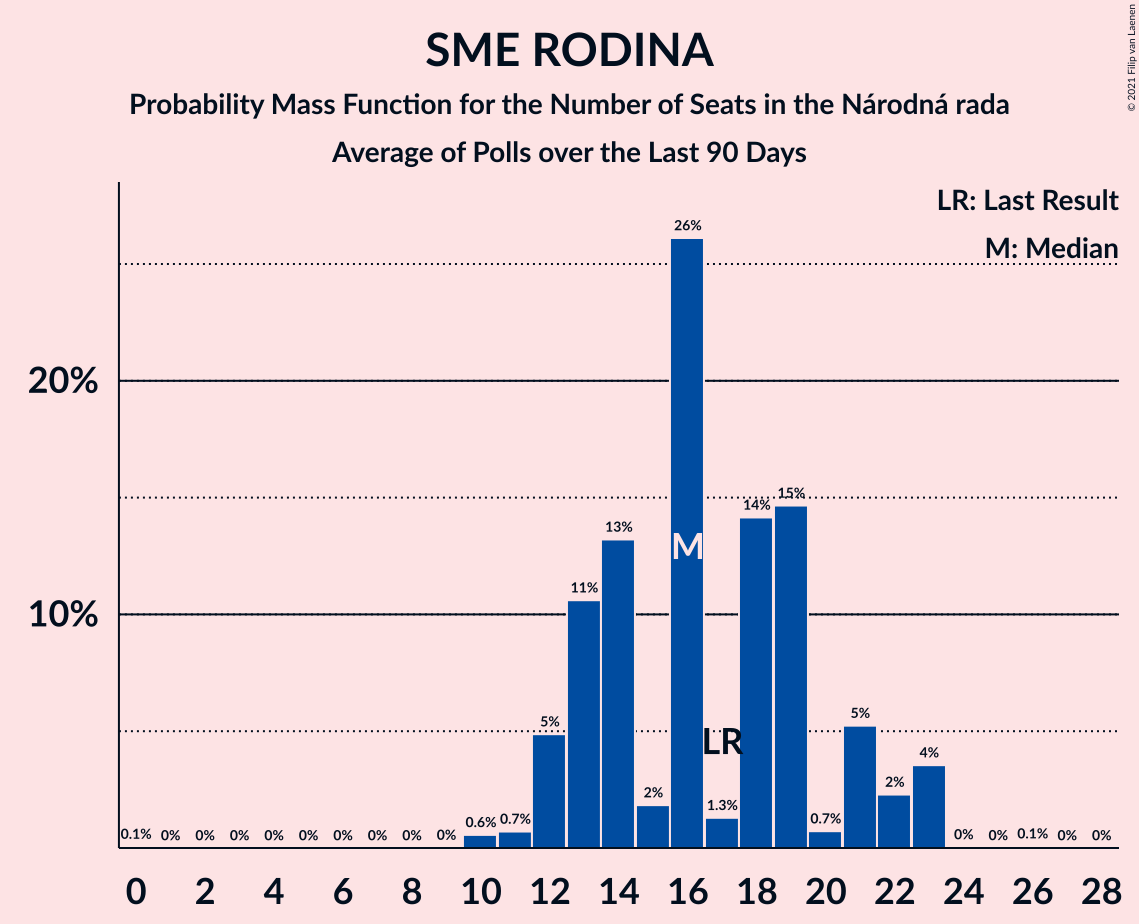 SME RODINA
Probability Mass Function for the Number of Seats in the Národná rada
Average of Polls over the Last 90 Days
© 2021 Filip van Laenen
LR: Last Result
M: Median
20%
10%
0.1% 0% 0% 0% 0% 0% 0% 0% 0% 0% 0.6% 0.7% 5% 11% 13% 2% 26% 1.3% 14% 15% 0.7% 5% 2% 4% 0% 0% 0.1% 0% 0%
M
LR
0 2 4 6 8 10 12 14 16 18 20 22 24 26 28